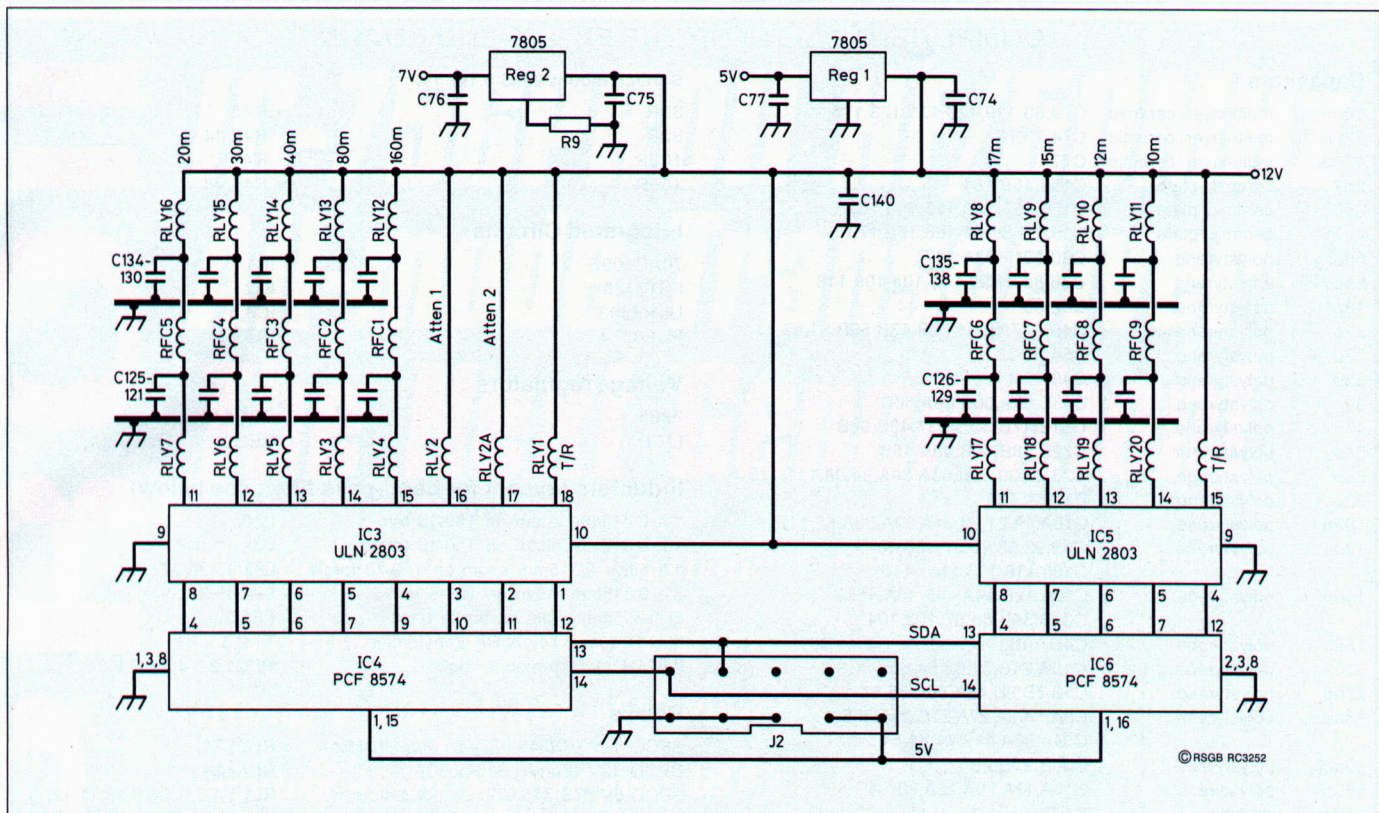 7805
7805
7V
Reg 2
5V
Reg 1
C76
C75
C77
C74
R9
20m
30m
40m
80m
160m
17m
15m
12m
10m
12V
C140
RLY16
RLY15
RLY14
RLY13
RLY12
RLY8
RLY9
RLY10
RLY11
C134-
130
C135-
138
Atten 1
Atten 2
RFC5
RFC4
RFC3
RFC2
RFC1
RFC6
RFC7
RFC8
RFC9
C125-
121
C126-
129
RLY7
RLY6
RLY5
RLY3
RLY4
RLY2
RLY2A
RLY1
T/R
RLY17
RLY18
RLY19
RLY20
T/R
11 12 13 14 15 16 17 18
11 12 13 14 15
9
IC3
ULN 2803
10
10
IC5
ULN 2803
9
8 7 6 5 4 3 2 1
8 7 6 5 4
4 5 6 7 9 10 11 12
4 5 6 7 12
1,3,8
IC4
PCF 8574
13
14
SDA
13
SCL
14
IC6
PCF 8574
2,3,8
1, 15
J2
5V
1, 16
©RSGB RC3252